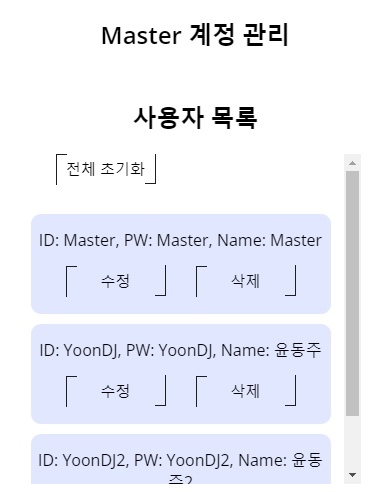 Master 계정 관리
사용자 목록
전체 초기화
ID: Master, PW: Master, Name: Master
수정 삭제
ID: YoonDJ, PW: YoonDJ, Name: 윤동주
수정 삭제
ID: YoonDJ2, PW: YoonDJ2, Name: 윤동
주2